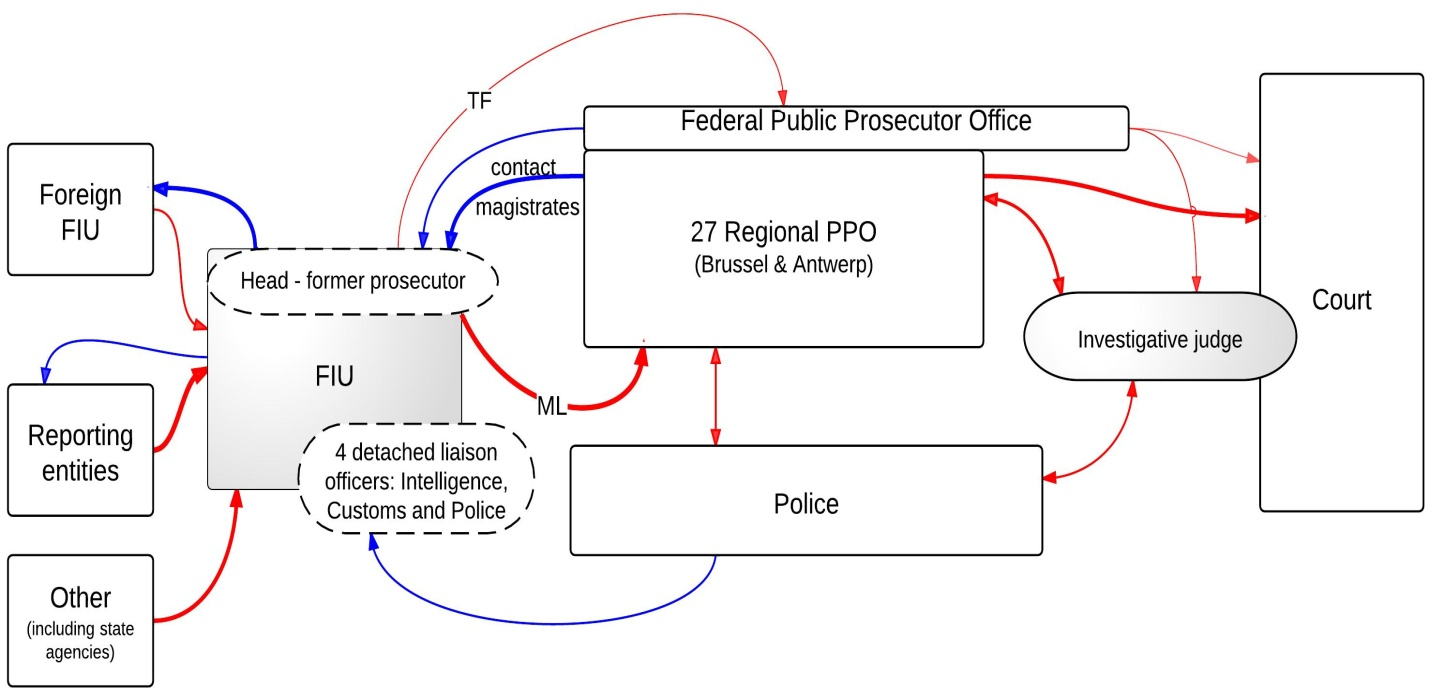 TF
Federal Public Prosecutor Office
contact
magistrates
Foreign
FIU
27 Regional PPO
(Brussel & Antwerp)
Head - former prosecutor
Court
Investigative judge
FIU
ML
Reporting
entities
4 detached liaison
officers: Intelligence,
Customs and Police
Police
Other
(including state
agencies)